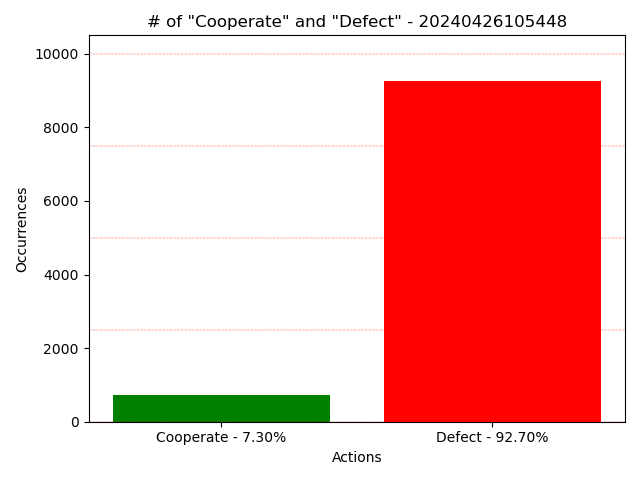 # of "Cooperate" and "Defect" - 20240426105448
10000
8000
6000
4000
2000
0
Occurrences
Cooperate - 7.30%
Defect - 92.70%
Actions